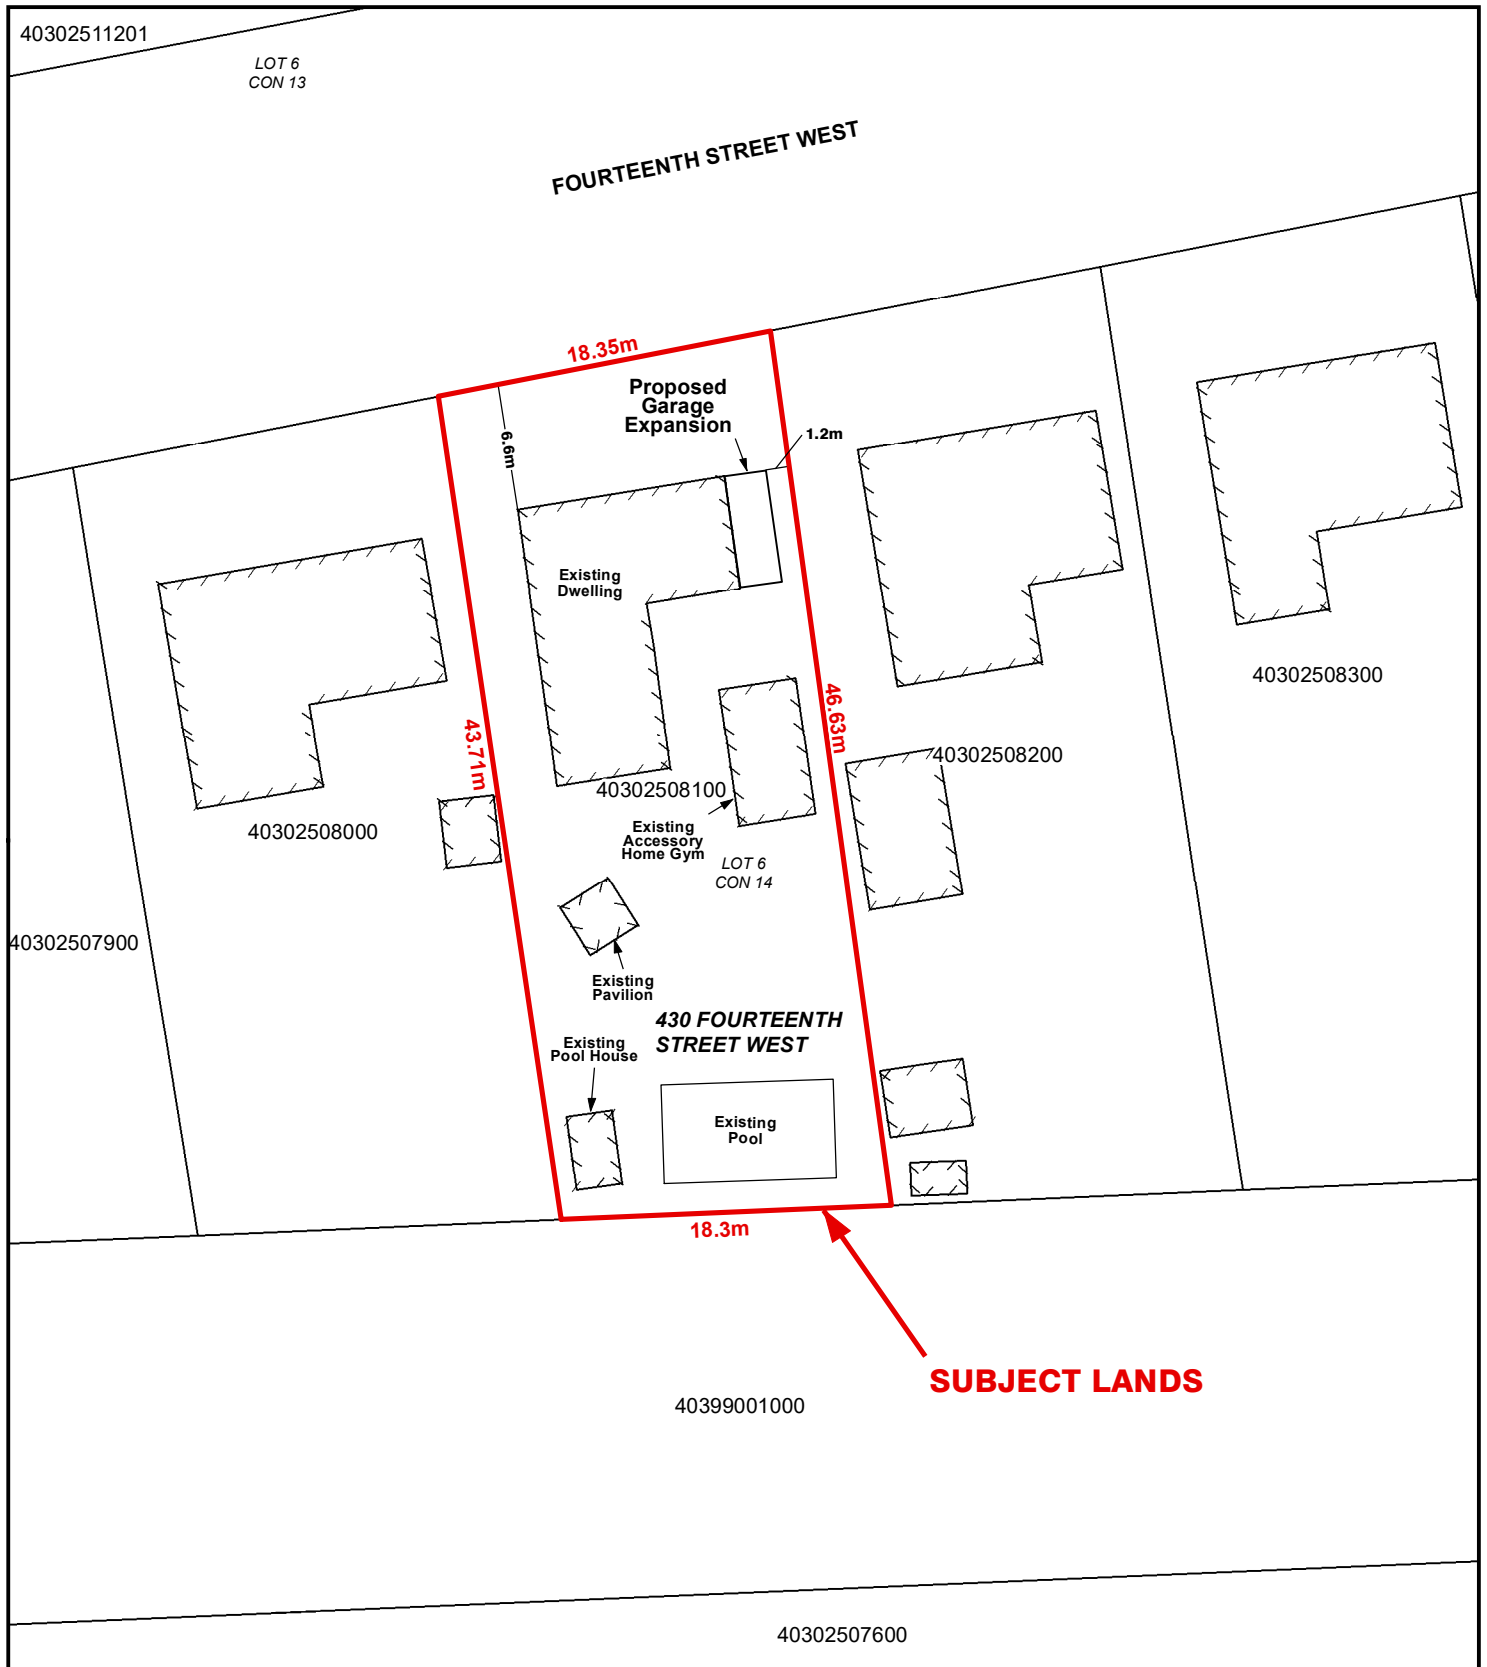 40302511201
LOT 6
CON 13
FOURTEENTH STREET WEST
18.35m
Proposed
Garage
Expansion
1.2m
6.6m
Existing
Dwelling
40302508300
46.63m
43.71m
40302508200
40302508100
40302508000
Existing
Accessory
Home Gym
LOT 6
CON 14
40302507900
Existing
Pavilion
430 FOURTEENTH
STREET WEST
Existing
Pool House
Existing
Pool
18.3m
SUBJECT LANDS
40399001000
40302507600